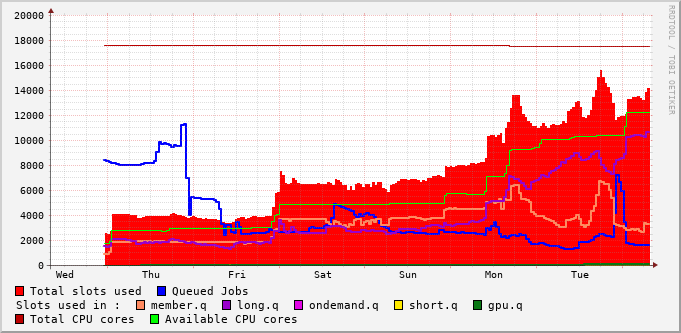 20000
18000
16000
14000
12000
10000
8000
6000
4000
2000
0
Wed Thu Fri Sat Sun Mon Tue
RRDTOOL / TOBI OETIKER
Total slots used Queued Jobs
Slots used in : member.q long.q ondemand.q short.q gpu.q
Total CPU cores Available CPU cores